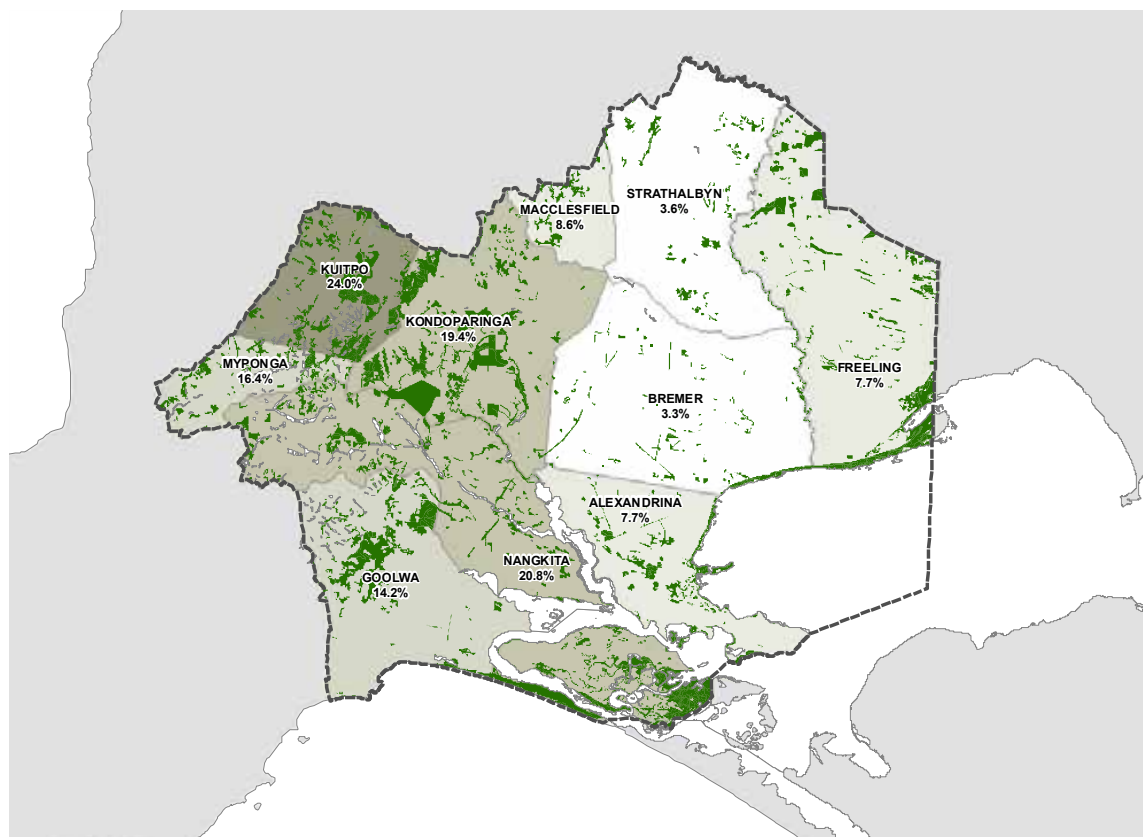 STRATHALBYN
3.6%
MACCLESFIELD
8.6%
KUITPO
24.0%
KONDOPARINGA
19.4%
MYPONGA
16.4%
FREELING
7.7%
BREMER
3.3%
ALEXANDRINA
7.7%
NANGKITA
20.8%
GOOLWA
14.2%